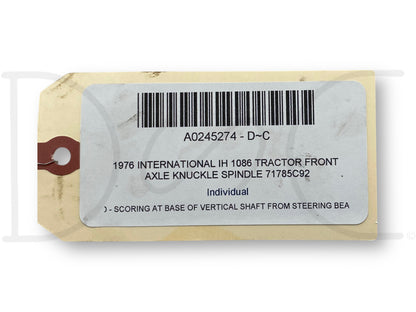 A0245274 - D~C
1976 INTERNATIONAL IH 1086 TRACTOR FRONT
AXLE KNUCKLE SPINDLE 71785C92
Individual
- SCORING AT BASE OF VERTICAL SHAFT FROM STEERING BEA